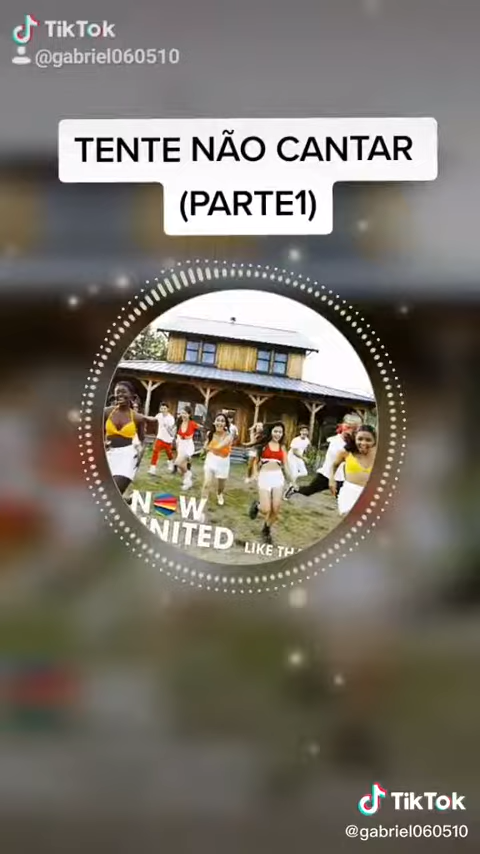 TikTok
@gabriel060510
TENTE NÃO CANTAR
(PARTE1)
NOW
UNITED
LIKE TH
TikTok
@gabriel060510